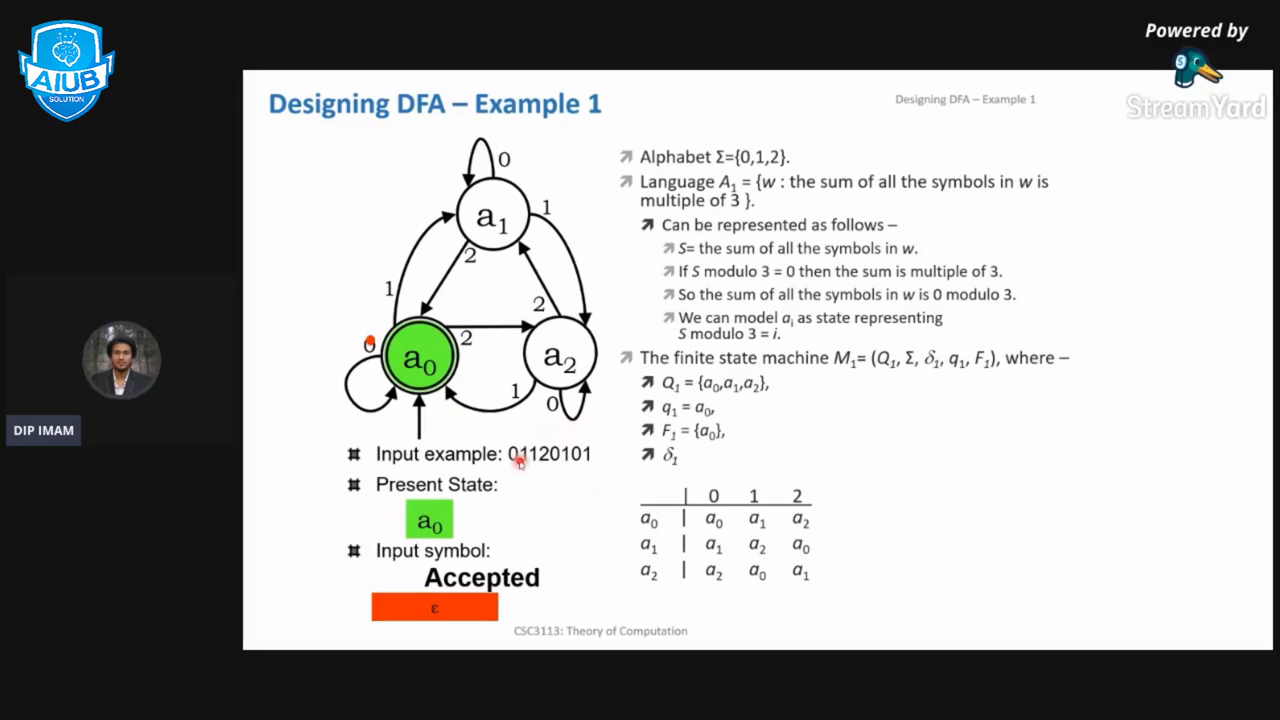 Powered by
StreamYard
AIUB
SOLUTION
DIP IMAM
Designing DFA – Example 1
Designing DFA – Example 1
0
a1
1
2
1
2
0
a0
2
a2
1
0
⌗ Input example: 01120101
⌗ Present State:
a0
⌗ Input symbol:
Accepted
ε
Alphabet Σ={0,1,2}.
Language A1 = {w : the sum of all the symbols in w is
multiple of 3 }.
Can be represented as follows –
S= the sum of all the symbols in w.
If S modulo 3 = 0 then the sum is multiple of 3.
So the sum of all the symbols in w is 0 modulo 3.
We can model ai as state representing
S modulo 3 = i.
The finite state machine M1= (Q1, Σ, δ1, q1, F1), where –
Q1 = {a0,a1,a2},
q1 = a0,
F1 = {a0},
δ1
| 0 1 2
a0 | a0 a1 a2
a1 | a1 a2 a0
a2 | a2 a0 a1
CSC3113: Theory of Computation